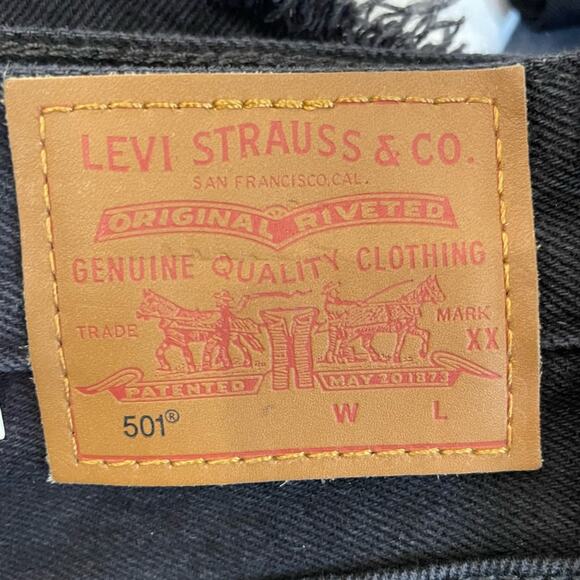 LEVI STRAUSS & CO.
SAN FRANCISCO, CAL.
ORIGINAL RIVETED
GENUINE QUALITY CLOTHING
TRADE MARK
XX
PATENTED MAY 20 1873
501® W L